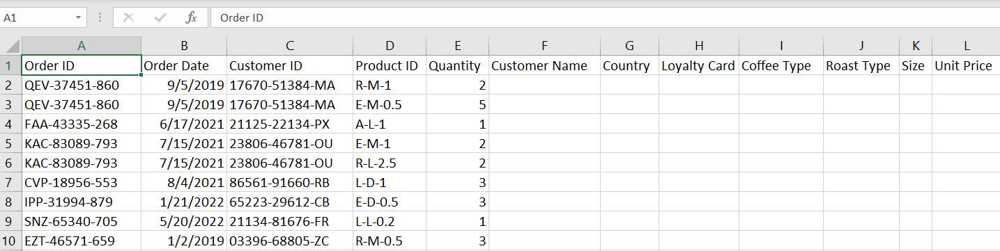 A1 fx Order ID
A B C D E F G H I J K L
1 Order ID Order Date Customer ID Product ID Quantity Customer Name Country Loyalty Card Coffee Type Roast Type Size Unit Price
2 QEV-37451-860 9/5/2019 17670-51384-MA R-M-1 2
3 QEV-37451-860 9/5/2019 17670-51384-MA E-M-0.5 5
4 FAA-43335-268 6/17/2021 21125-22134-PX A-L-1 1
5 KAC-83089-793 7/15/2021 23806-46781-OU E-M-1 2
6 KAC-83089-793 7/15/2021 23806-46781-OU R-L-2.5 2
7 CVP-18956-553 8/4/2021 86561-91660-RB L-D-1 3
8 IPP-31994-879 1/21/2022 65223-29612-CB E-D-0.5 3
9 SNZ-65340-705 5/20/2022 21134-81676-FR L-L-0.2 1
10 EZT-46571-659 1/2/2019 03396-68805-ZC R-M-0.5 3